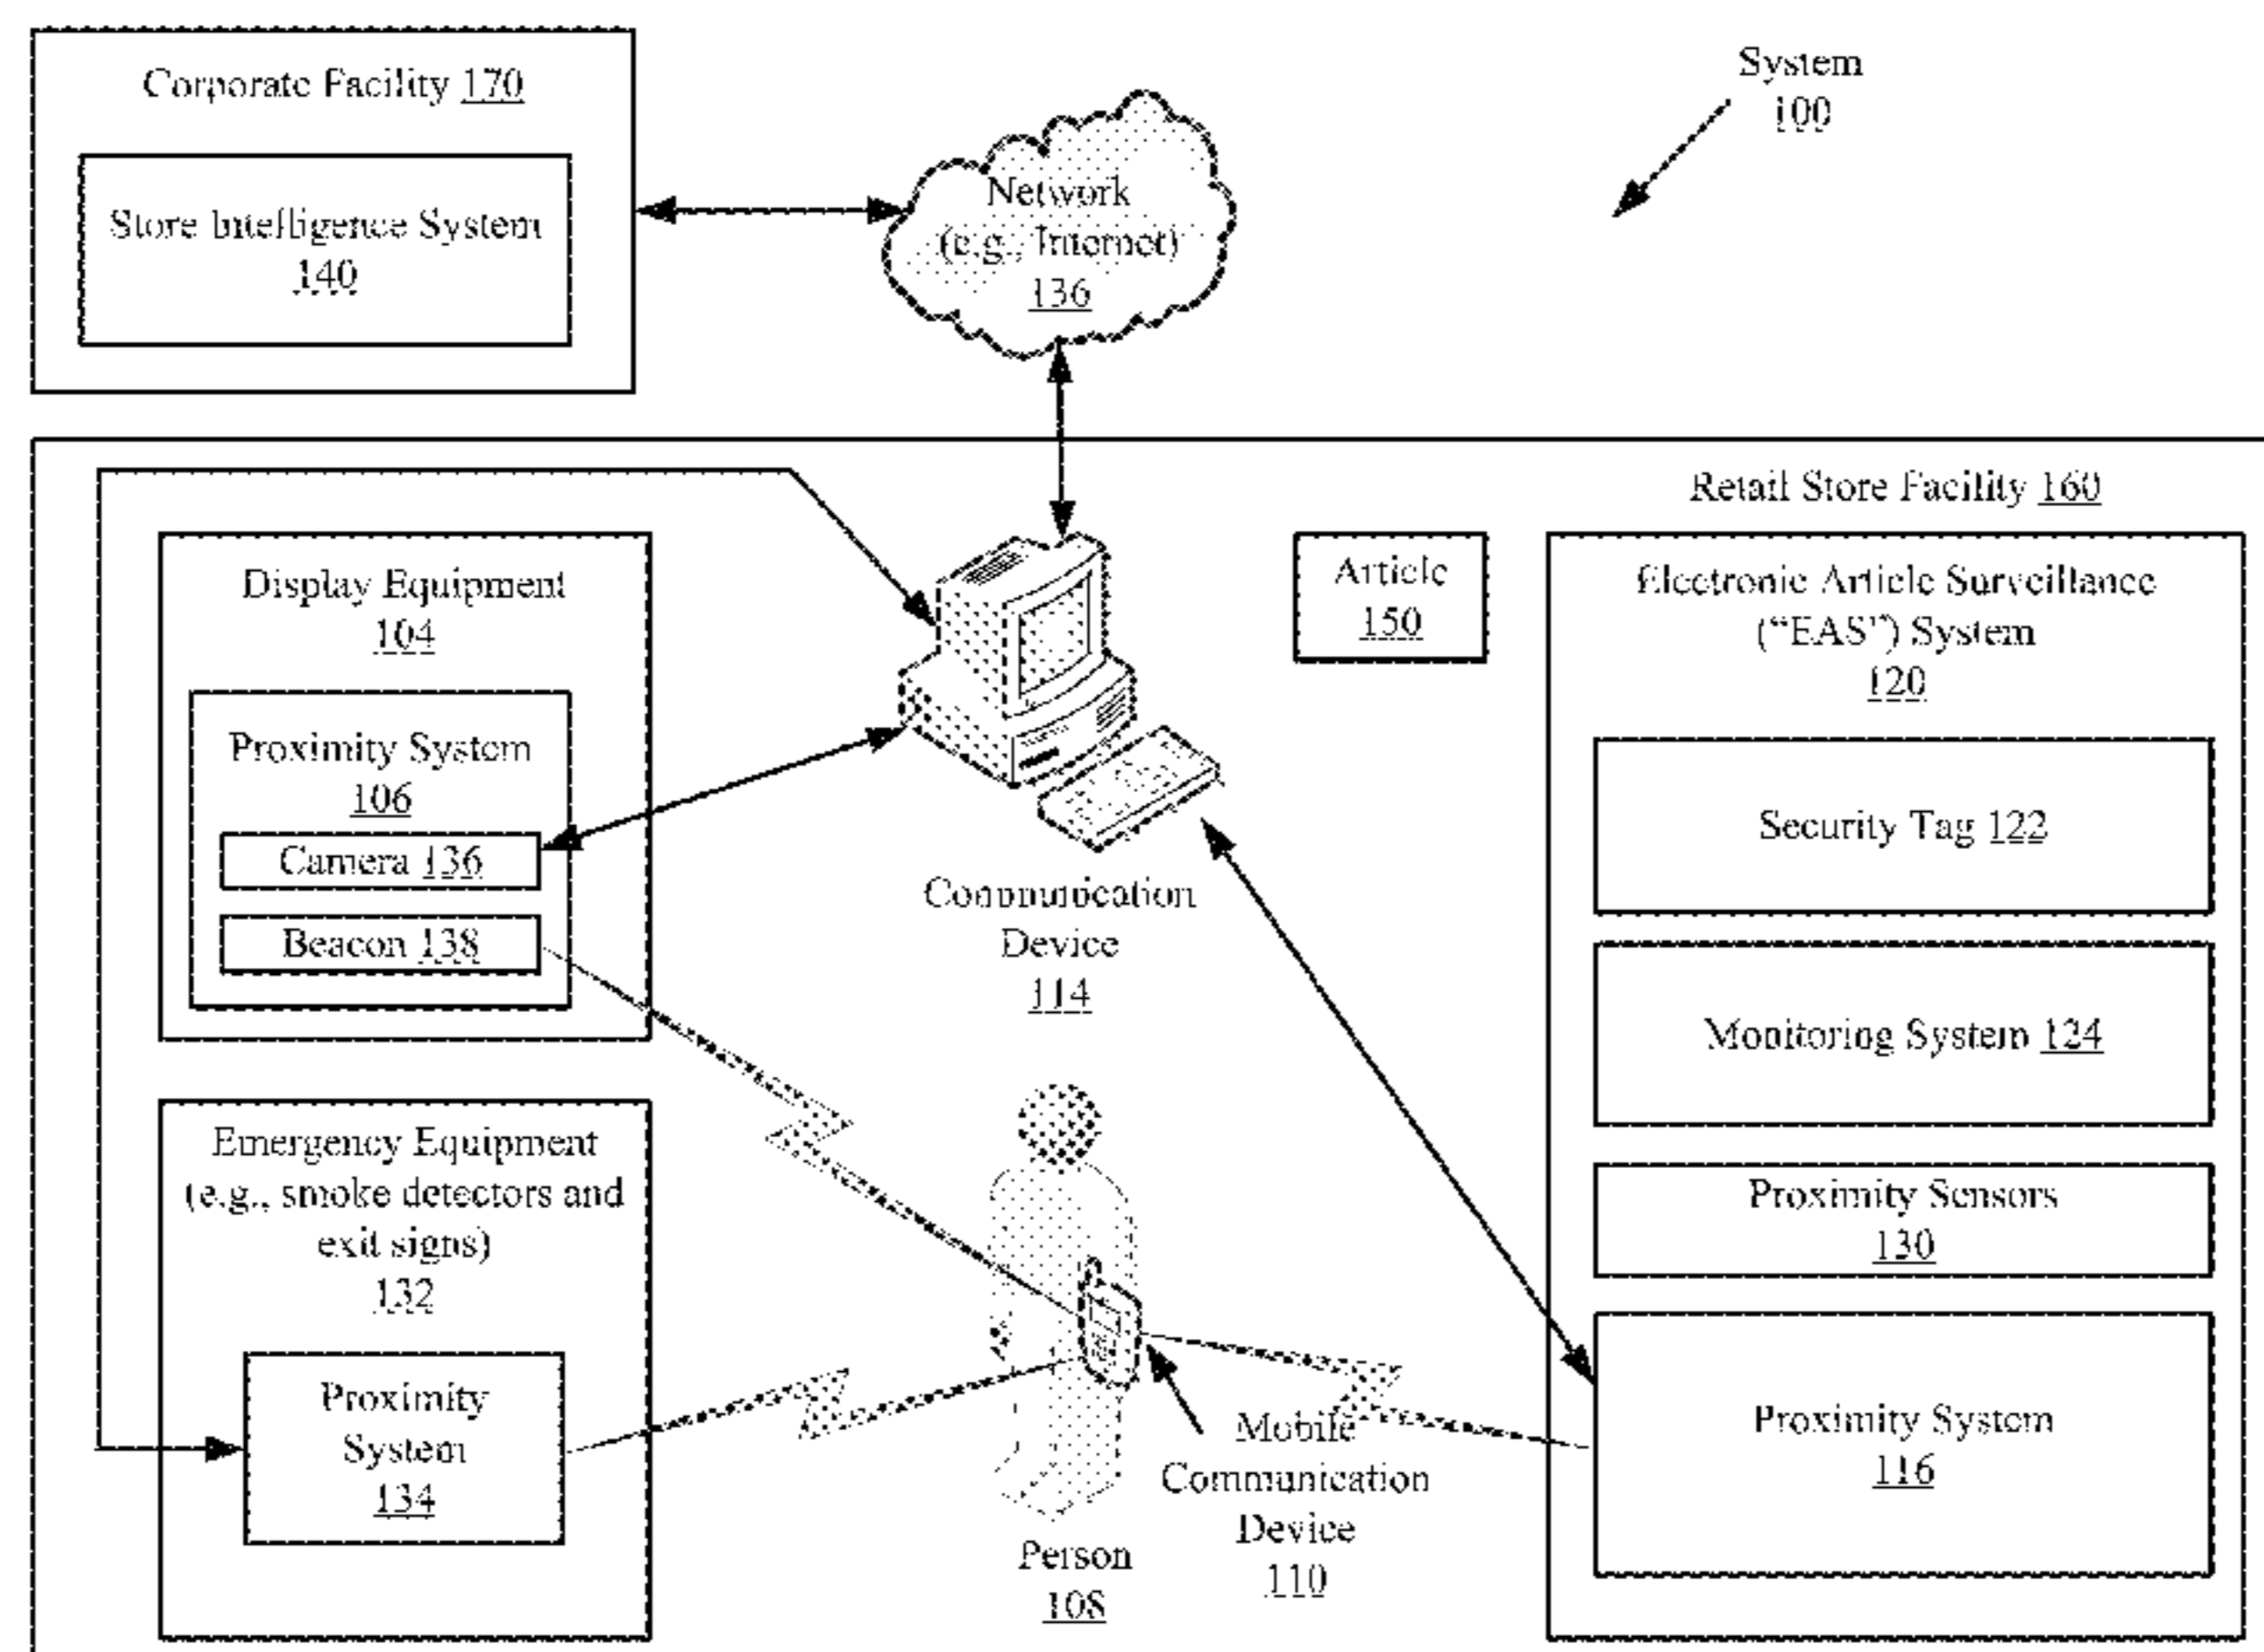 Corporate Facility 170
Store Intelligence System
140
Network
(e.g., Internet)
136
System
100
Retail Store Facility 160
Display Equipment
104
Proximity System
106
Camera 136
Beacon 138
Communication
Device
114
Article
150
Electronic Article Surveillance
("EAS") System
120
Security Tag 122
Monitoring System 124
Proximity Sensors
130
Proximity System
116
Emergency Equipment
(e.g., smoke detectors and
exit signs)
132
Proximity
System
134
Person
108
Mobile
Communication
Device
110